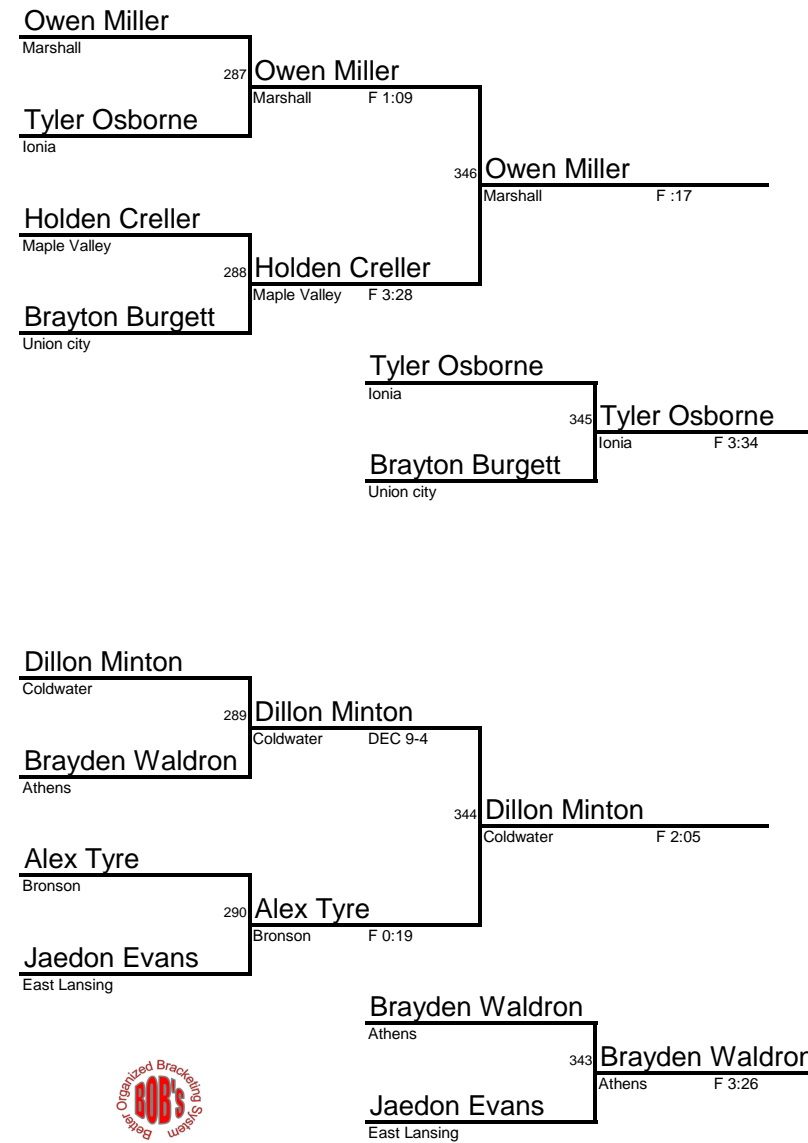 Owen Miller
Marshall
287 Owen Miller
Marshall F 1:09
Tyler Osborne
Ionia
346 Owen Miller
Marshall F :17
Holden Creller
Maple Valley
288 Holden Creller
Maple Valley F 3:28
Brayton Burgett
Union city
Tyler Osborne
Ionia
345 Tyler Osborne
Ionia F 3:34
Brayton Burgett
Union city
Dillon Minton
Coldwater
289 Dillon Minton
Coldwater DEC 9-4
Brayden Waldron
Athens
344 Dillon Minton
Coldwater F 2:05
Alex Tyre
Bronson
290 Alex Tyre
Bronson F 0:19
Jaedon Evans
East Lansing
Brayden Waldron
Athens
343 Brayden Waldron
Athens F 3:26
Jaedon Evans
East Lansing
Better Organized Bracketing System
BOB's